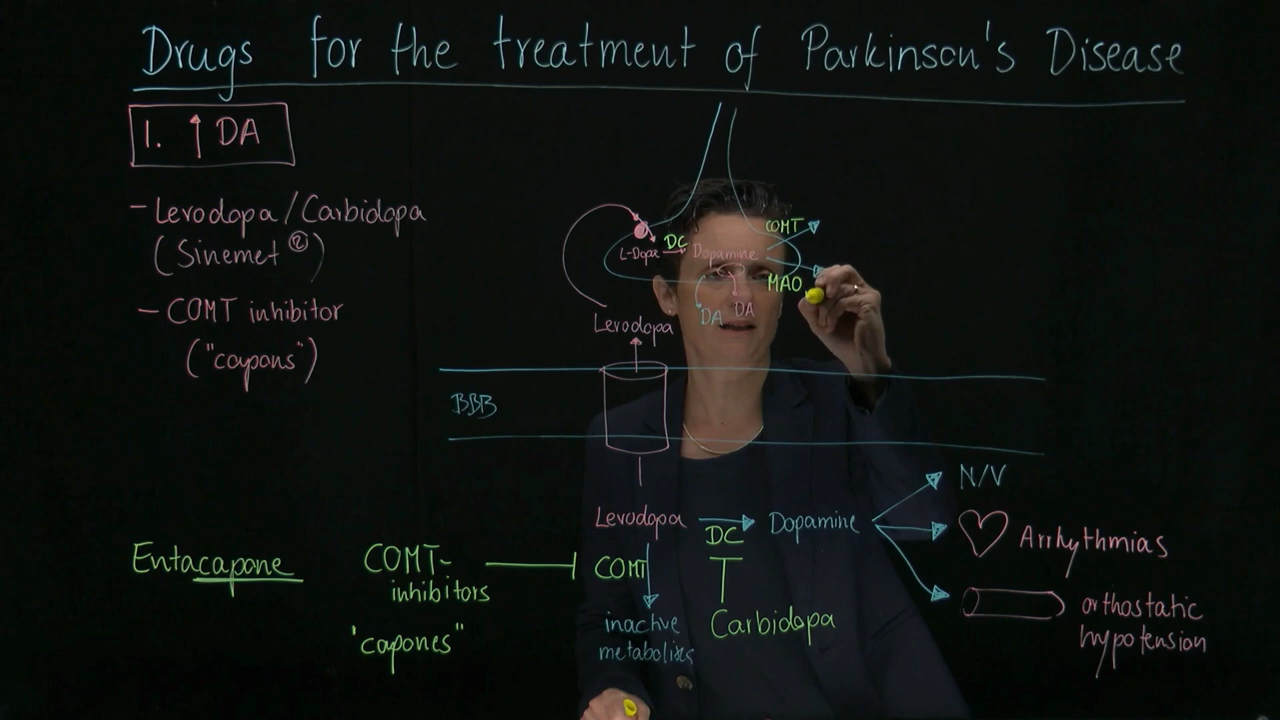 Drugs for the treatment of Parkinson's Disease
1. ↑ DA
- Levodopa/Carbidopa
(Sinemet ®)
- COMT inhibitor
("capons")
COMT
L-Dopa DC Dopamine
MAO
DA DA
Levodopa
BBB
N/V
Levodopa DC Dopamine
Arrhythmias
Entacapone
COMT-
inhibitors
COMT
"capones"
inactive
metabolites
Carbidopa
orthostatic
hypotension